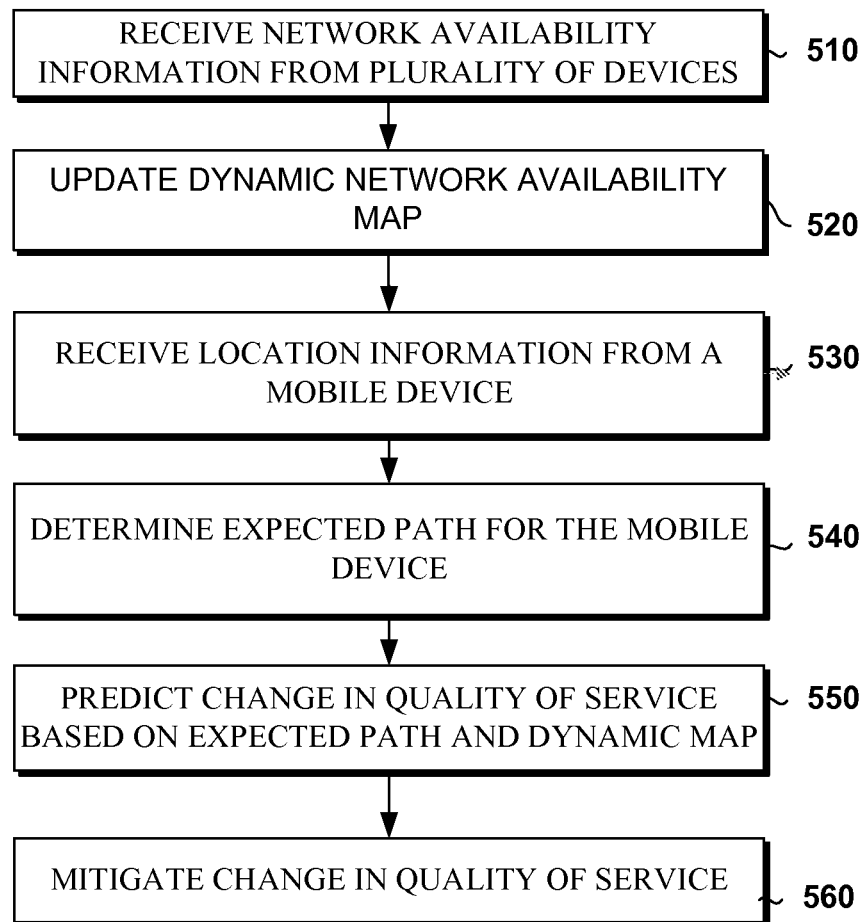 RECEIVE NETWORK AVAILABILITY
INFORMATION FROM PLURALITY OF DEVICES
510
UPDATE DYNAMIC NETWORK AVAILABILITY
MAP
520
RECEIVE LOCATION INFORMATION FROM A
MOBILE DEVICE
530
DETERMINE EXPECTED PATH FOR THE MOBILE
DEVICE
540
PREDICT CHANGE IN QUALITY OF SERVICE
BASED ON EXPECTED PATH AND DYNAMIC MAP
550
MITIGATE CHANGE IN QUALITY OF SERVICE
560